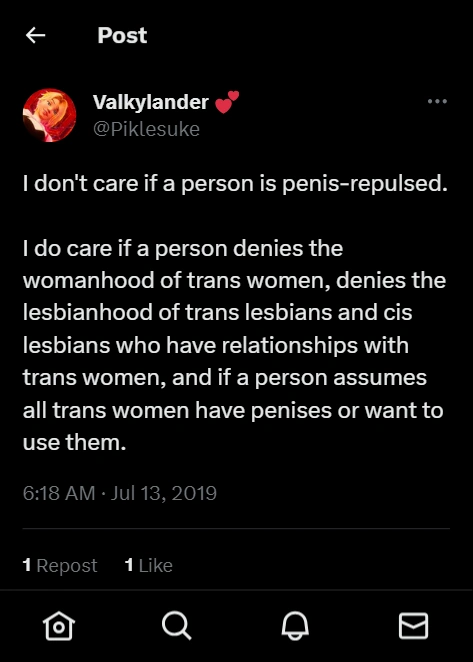 Post
Valkylander 💕
@Piklesuke
I don't care if a person is penis-repulsed.
I do care if a person denies the
womanhood of trans women, denies the
lesbianhood of trans lesbians and cis
lesbians who have relationships with
trans women, and if a person assumes
all trans women have penises or want to
use them.
6:18 AM · Jul 13, 2019
1 Repost 1 Like